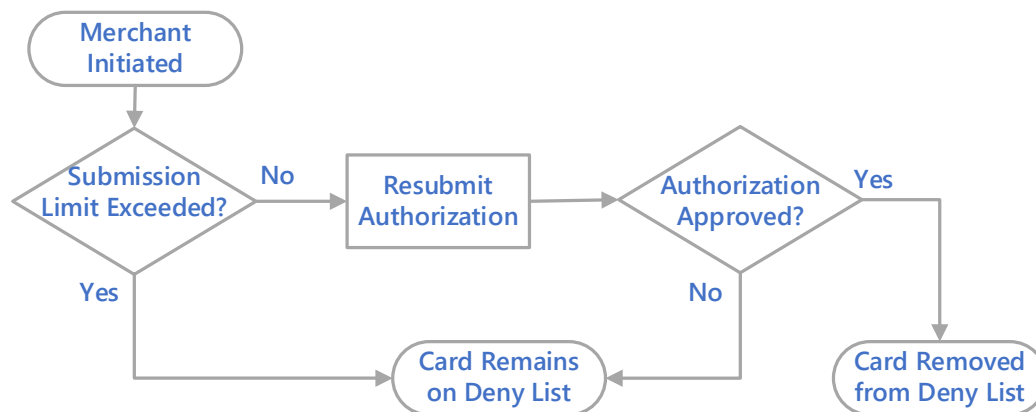 Merchant
Initiated
Submission
Limit Exceeded?
No
Resubmit
Authorization
Authorization
Approved?
Yes
Yes
No
Card Remains
on Deny List
Card Removed
from Deny List